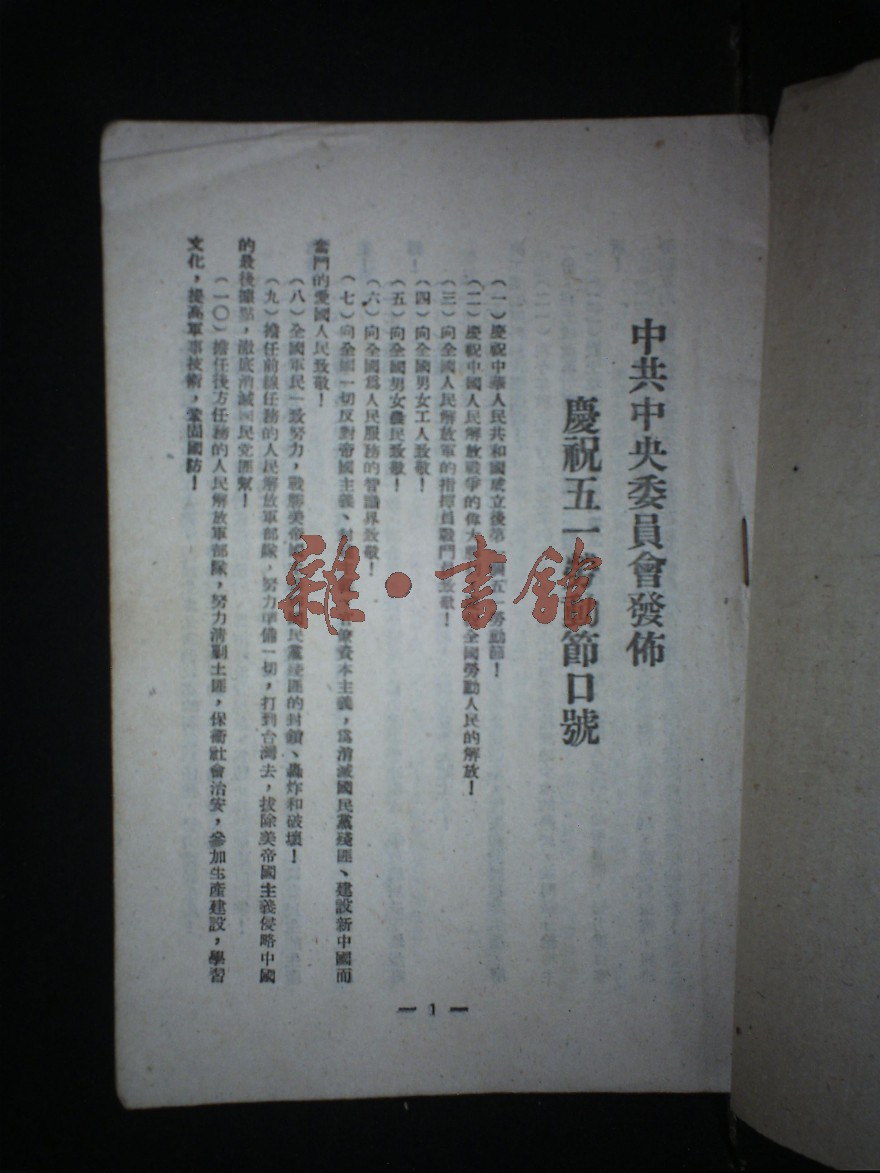 中共中央委員會發佈
慶祝五一勞動節口號
(一)慶祝中華人民共和國成立後第一個五一勞動節!
(二)慶祝中國人民解放戰爭的偉大 全國勞動人民的解放!
(三)向全國人民解放軍的指揮員戰鬥 致敬!
(四)向全國男女工人致敬!
(五)向全國男女農民致敬!
(六)向全國爲人民服務的智識界致敬!
(七)向全國一切反對帝國主義、封 資本主義,爲消滅國民黨殘匪、建設新中國而
奮鬥的愛國人民致敬!
(八)全國軍民一致努力,戰勝美帝國 民黨殘匪的封鎖、轟炸和破壞!
(九)擔任前線任務的人民解放軍部隊,努力準備一切,打到台灣去,拔除美帝國主義侵略中國
的最後據點,澈底消滅國民党匪幫!
(一〇)擔任後方任務的人民解放軍部隊,努力淸剿土匪,保衞社會治安,參加生產建設,學習
文化,提高軍事技術,鞏固國防!
— 1 —
雜·書館